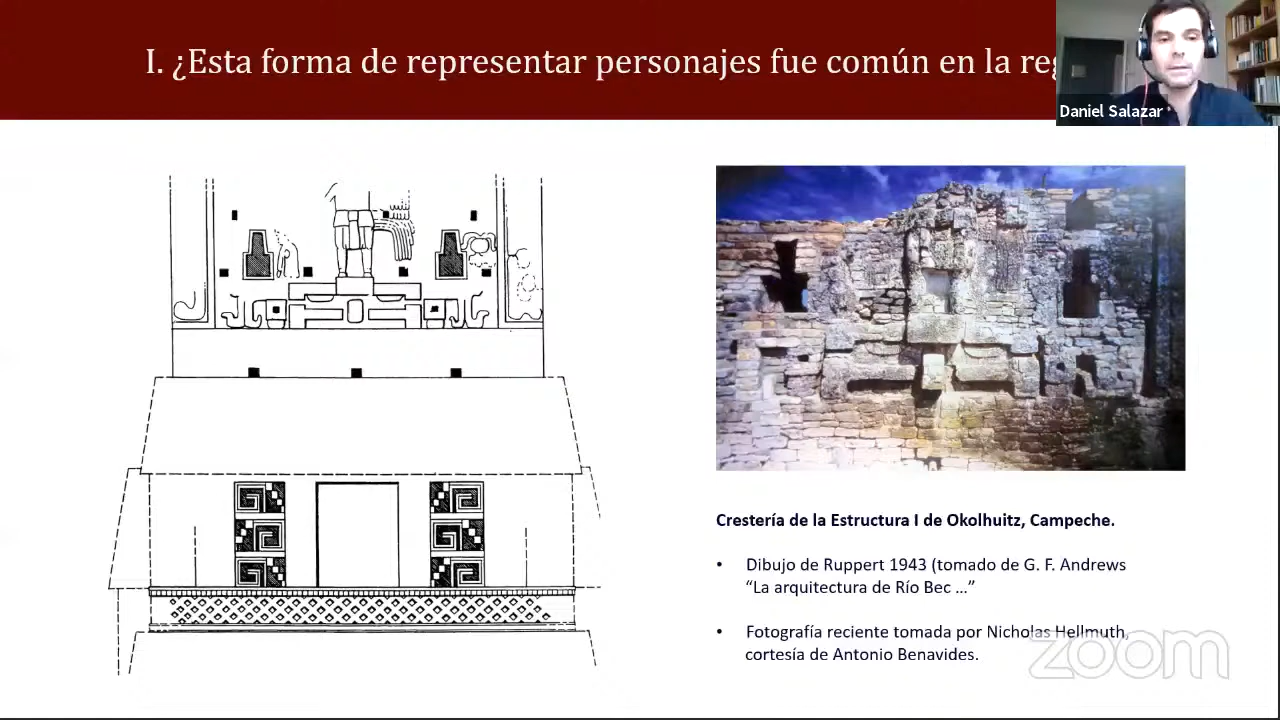 I. ¿Esta forma de representar personajes fue común en la
Daniel Salazar
Crestería de la Estructura I de Okolhuitz, Campeche.
• Dibujo de Ruppert 1943 (tomado de G. F. Andrews
“La arquitectura de Río Bec ...”
• Fotografía reciente tomada por Nicholas Hellmuth,
cortesía de Antonio Benavides.
zoom